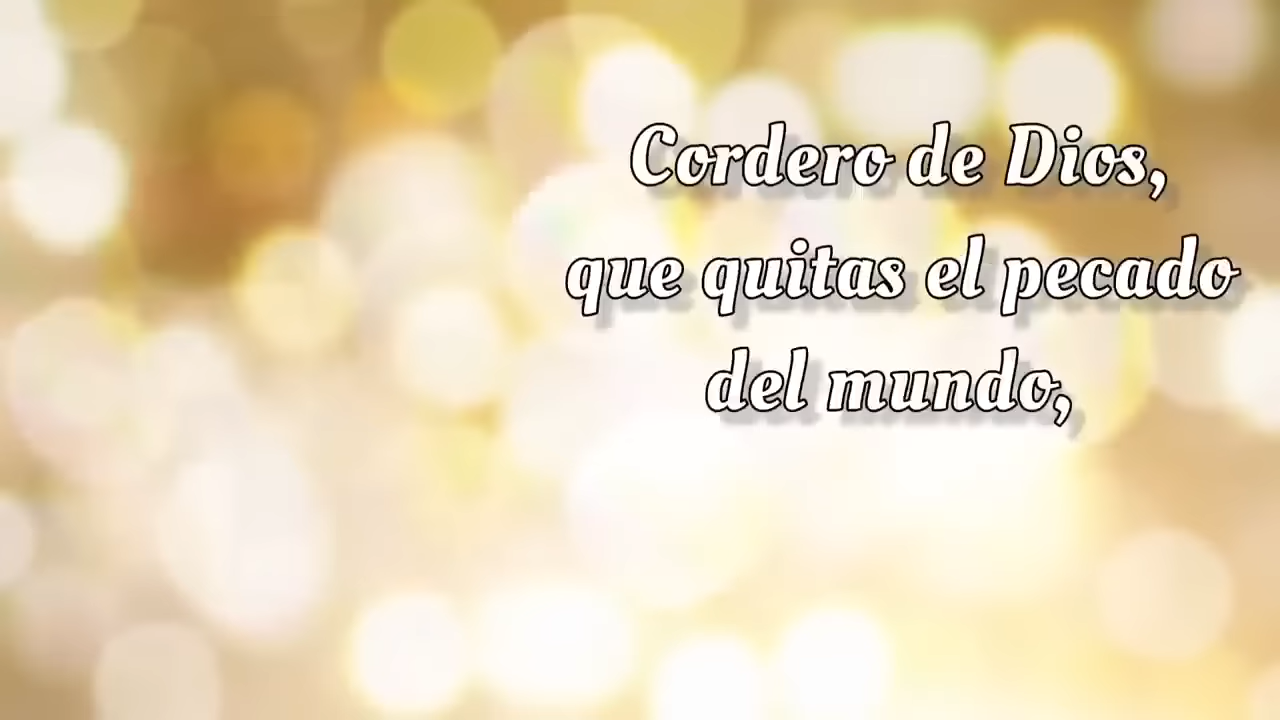 Cordero de Dios,
que quitas el pecado
del mundo,